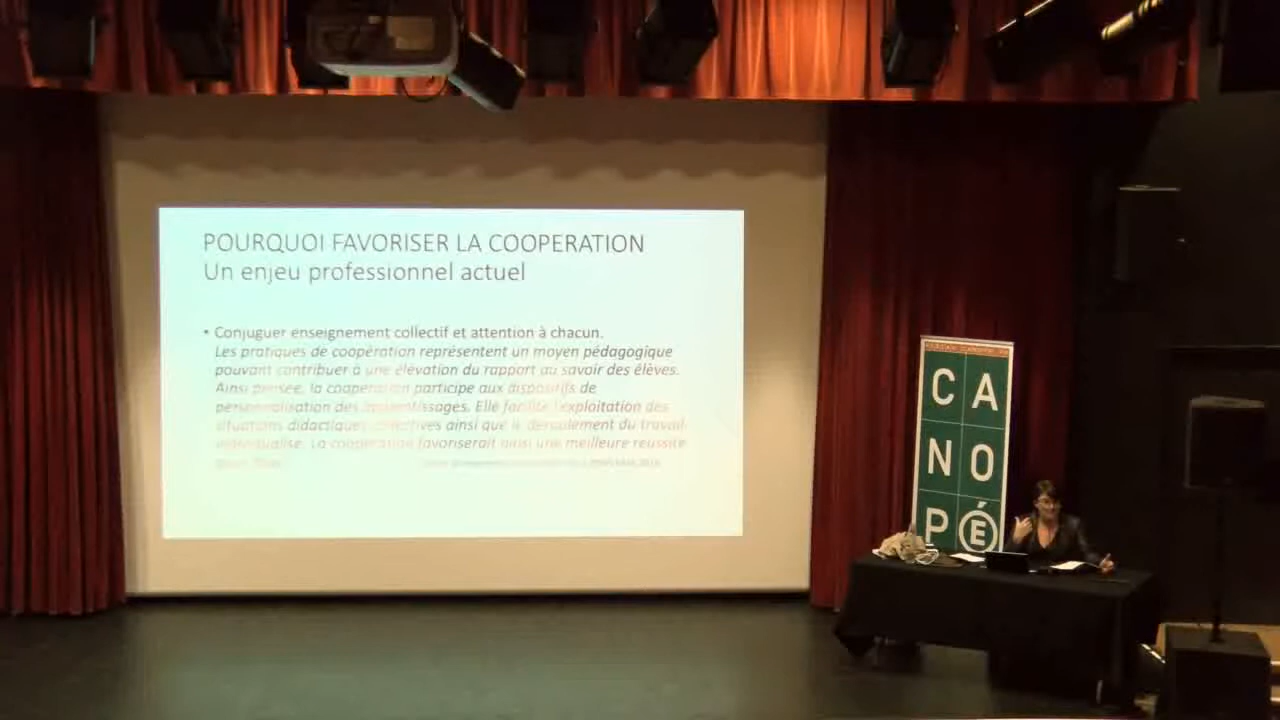 POURQUOI FAVORISER LA COOPERATION
Un enjeu professionnel actuel
• Conjuguer enseignement collectif et attention à chacun.
Les pratiques de coopération représentent un moyen pédagogique
pouvant contribuer à une élévation du rapport au savoir des élèves.
Ainsi pensée, la coopération participe aux dispositifs de
personnalisation des apprentissages. Elle facilite l'exploitation des
situations didactiques collectives ainsi que le déroulement du travail
individualisé. La coopération favoriserait ainsi une meilleure réussite
CA
NO
PÉ